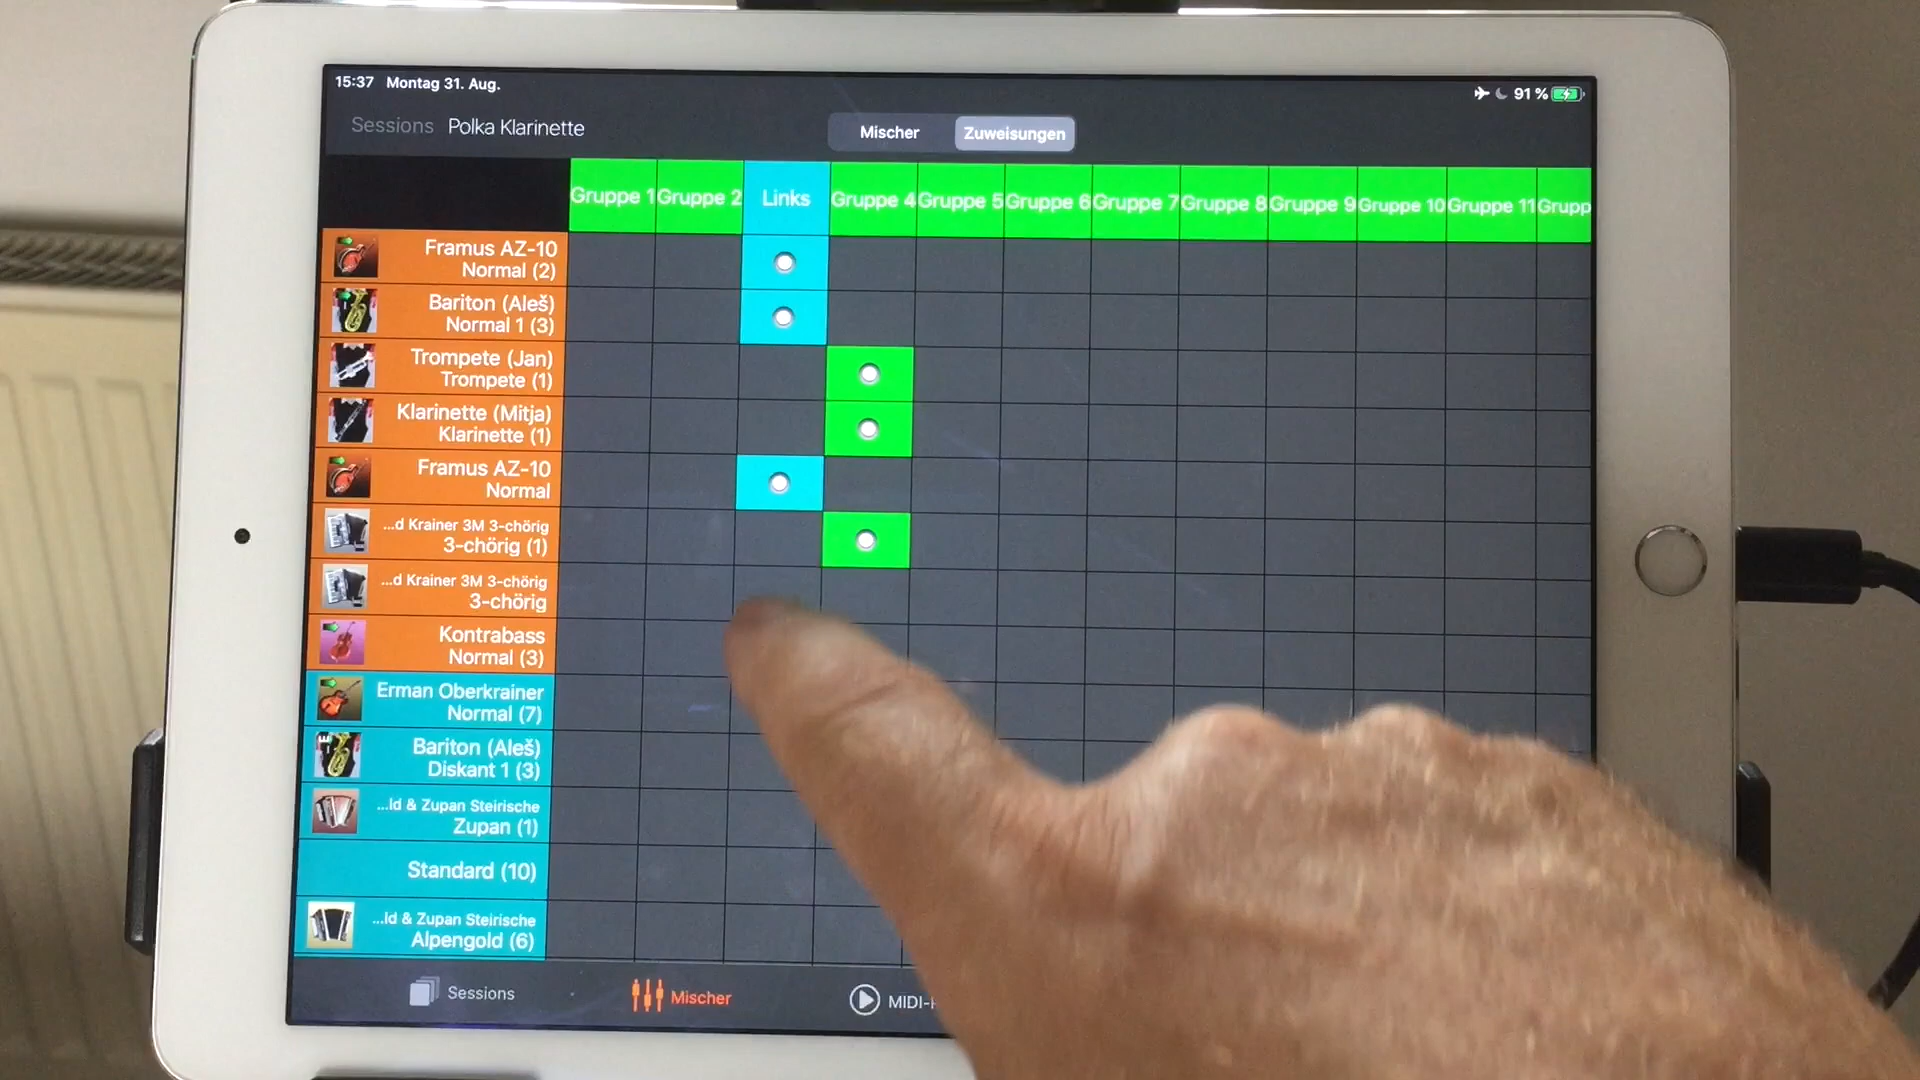 15:37 Montag 31. Aug.
91 %
Sessions Polka Klarinette
Mischer Zuweisungen
Gruppe 1 Gruppe 2 Links Gruppe 4 Gruppe 5 Gruppe 6 Gruppe 7 Gruppe 8 Gruppe 9 Gruppe 10 Gruppe 11 Grupp
Framus AZ-10
Normal (2)
Bariton (Aleš)
Normal 1 (3)
Trompete (Jan)
Trompete (1)
Klarinette (Mitja)
Klarinette (1)
Framus AZ-10
Normal
...d Krainer 3M 3-chörig
3-chörig (1)
...d Krainer 3M 3-chörig
3-chörig
Kontrabass
Normal (3)
Erman Oberkrainer
Normal (7)
Bariton (Aleš)
Diskant 1 (3)
...ld & Zupan Steirische
Zupan (1)
Standard (10)
...ld & Zupan Steirische
Alpengold (6)
Sessions Mischer MIDI-